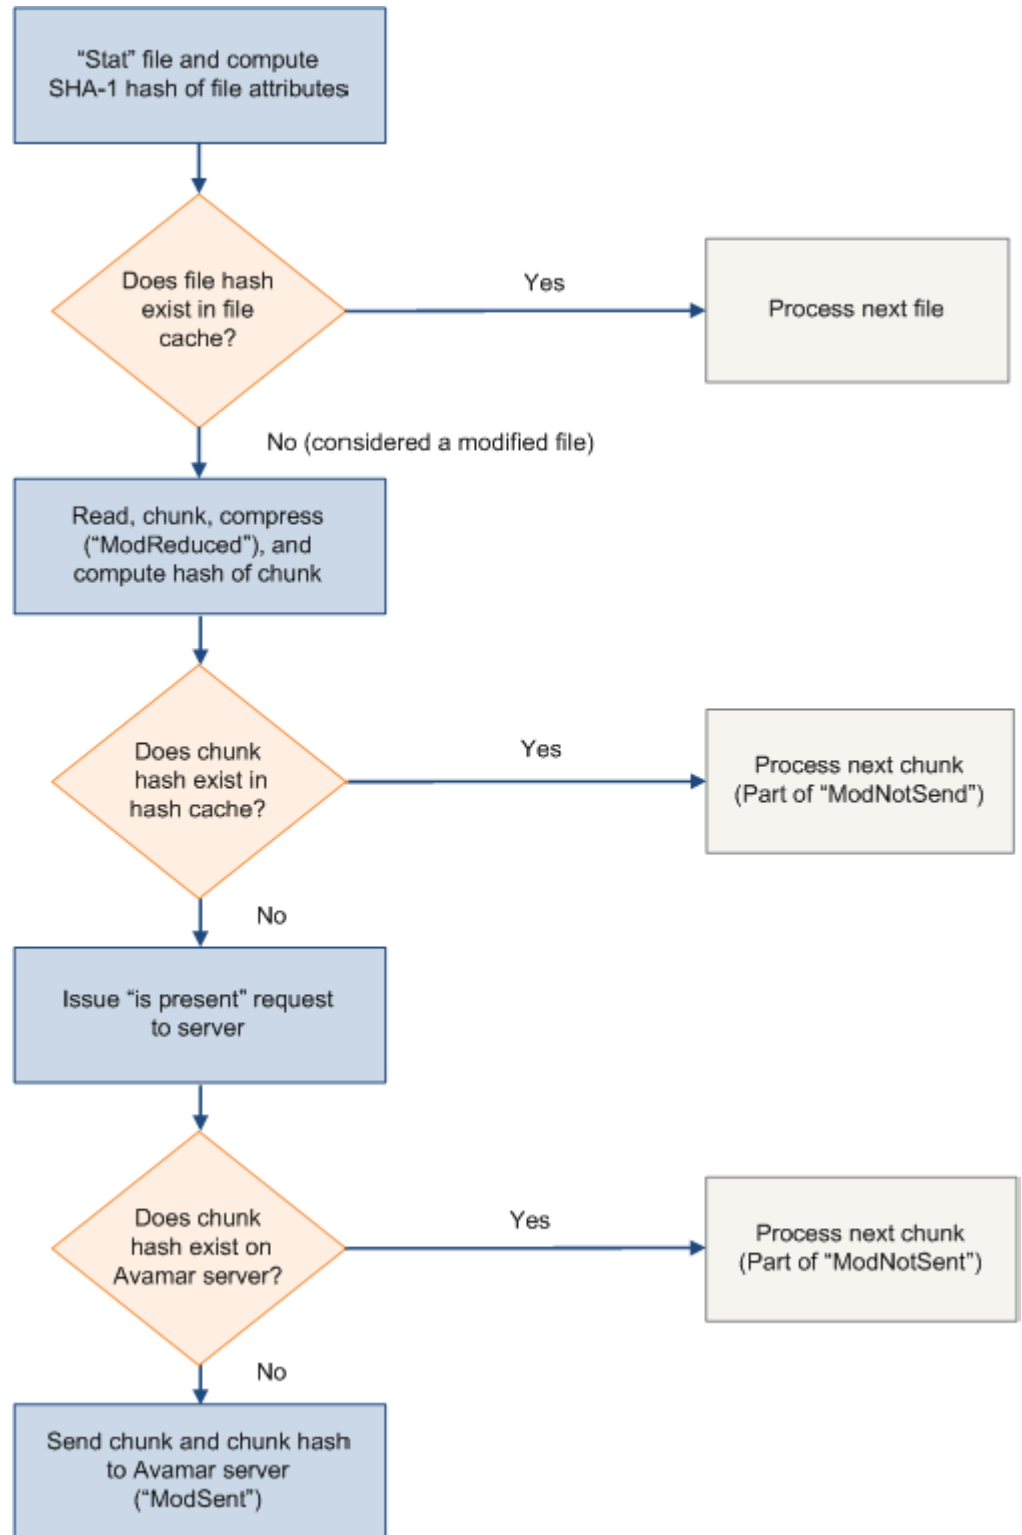 “Stat” file and compute
SHA-1 hash of file attributes
Does file hash
exist in file
cache?
Yes
Process next file
No (considered a modified file)
Read, chunk, compress
(“ModReduced”), and
compute hash of chunk
Does chunk
hash exist in
hash cache?
Yes
Process next chunk
(Part of “ModNotSend”)
No
Issue “is present” request
to server
Does chunk
hash exist on
Avamar server?
Yes
Process next chunk
(Part of “ModNotSent”)
No
Send chunk and chunk hash
to Avamar server
(“ModSent”)